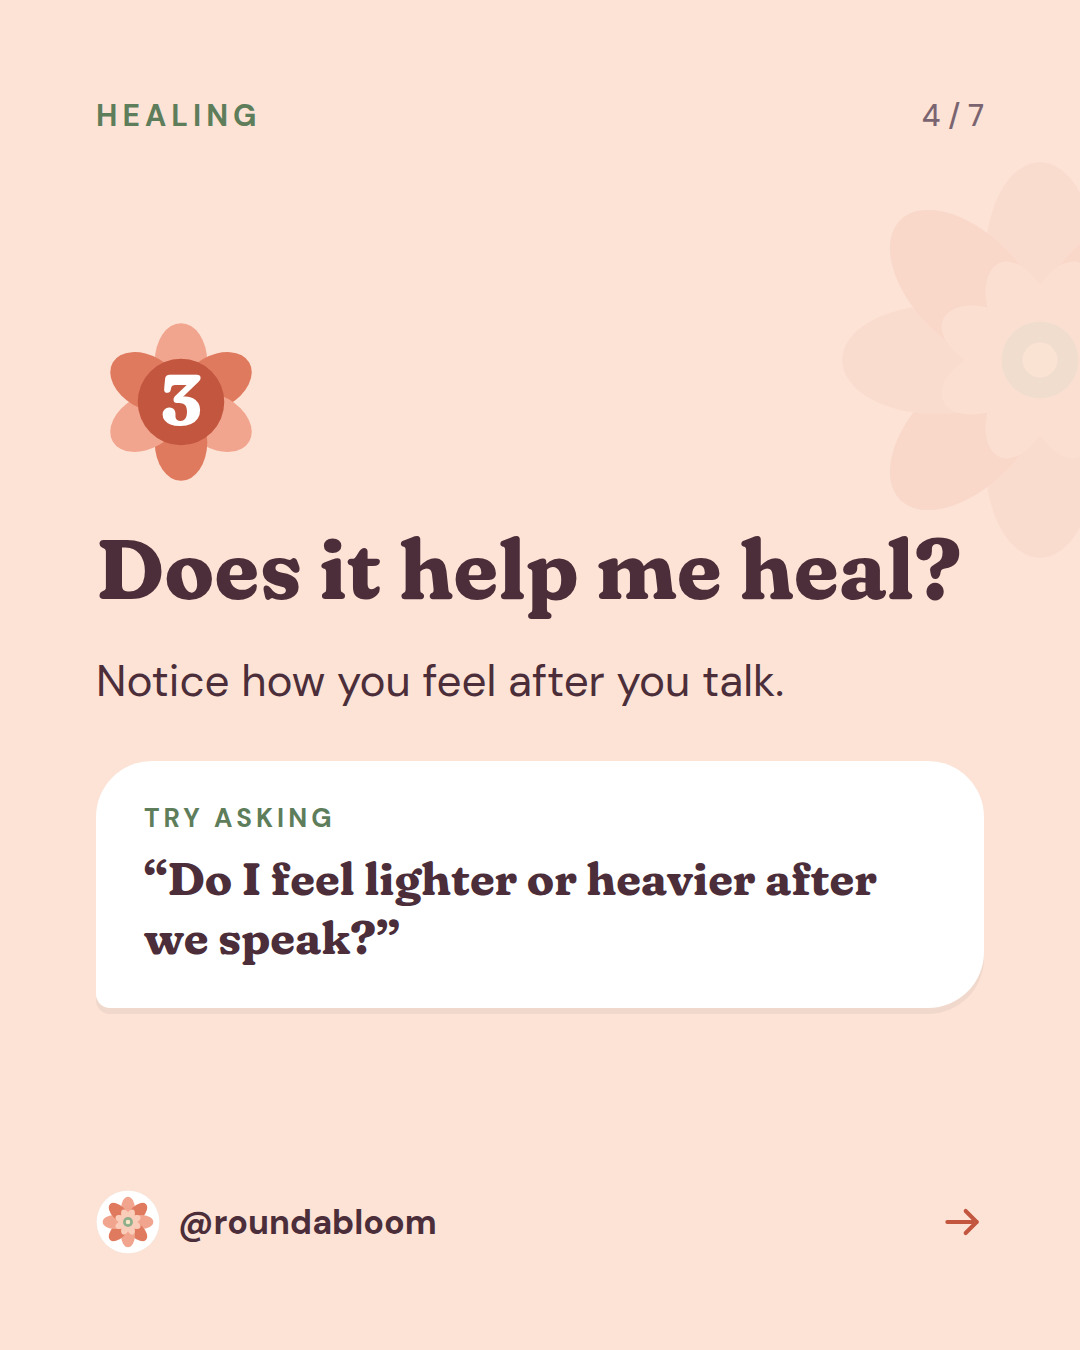 HEALING
4 / 7
3
Does it help me heal?
Notice how you feel after you talk.
TRY ASKING
“Do I feel lighter or heavier after
we speak?”
@roundabloom
→